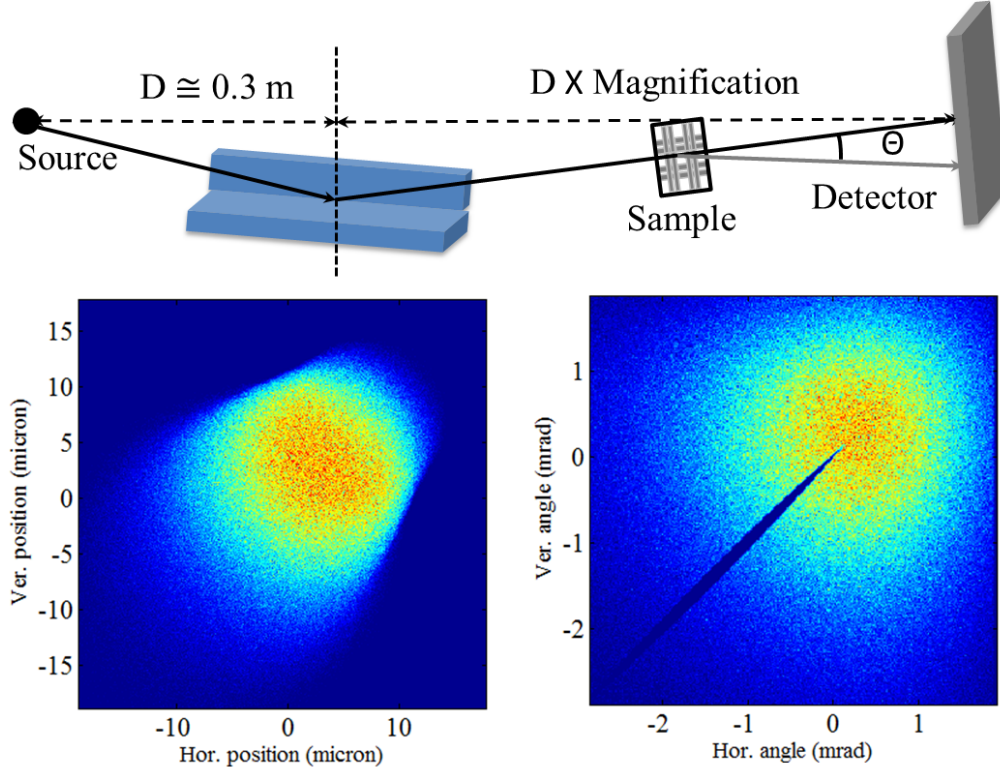 D ≅ 0.3 m
D X Magnification
Source
Θ
Sample
Detector
Ver. position (micron)
15
10
5
0
-5
-10
-15
-10 0 10
Hor. position (micron)
Ver. angle (mrad)
1
0
-1
-2
-2 -1 0 1
Hor. angle (mrad)